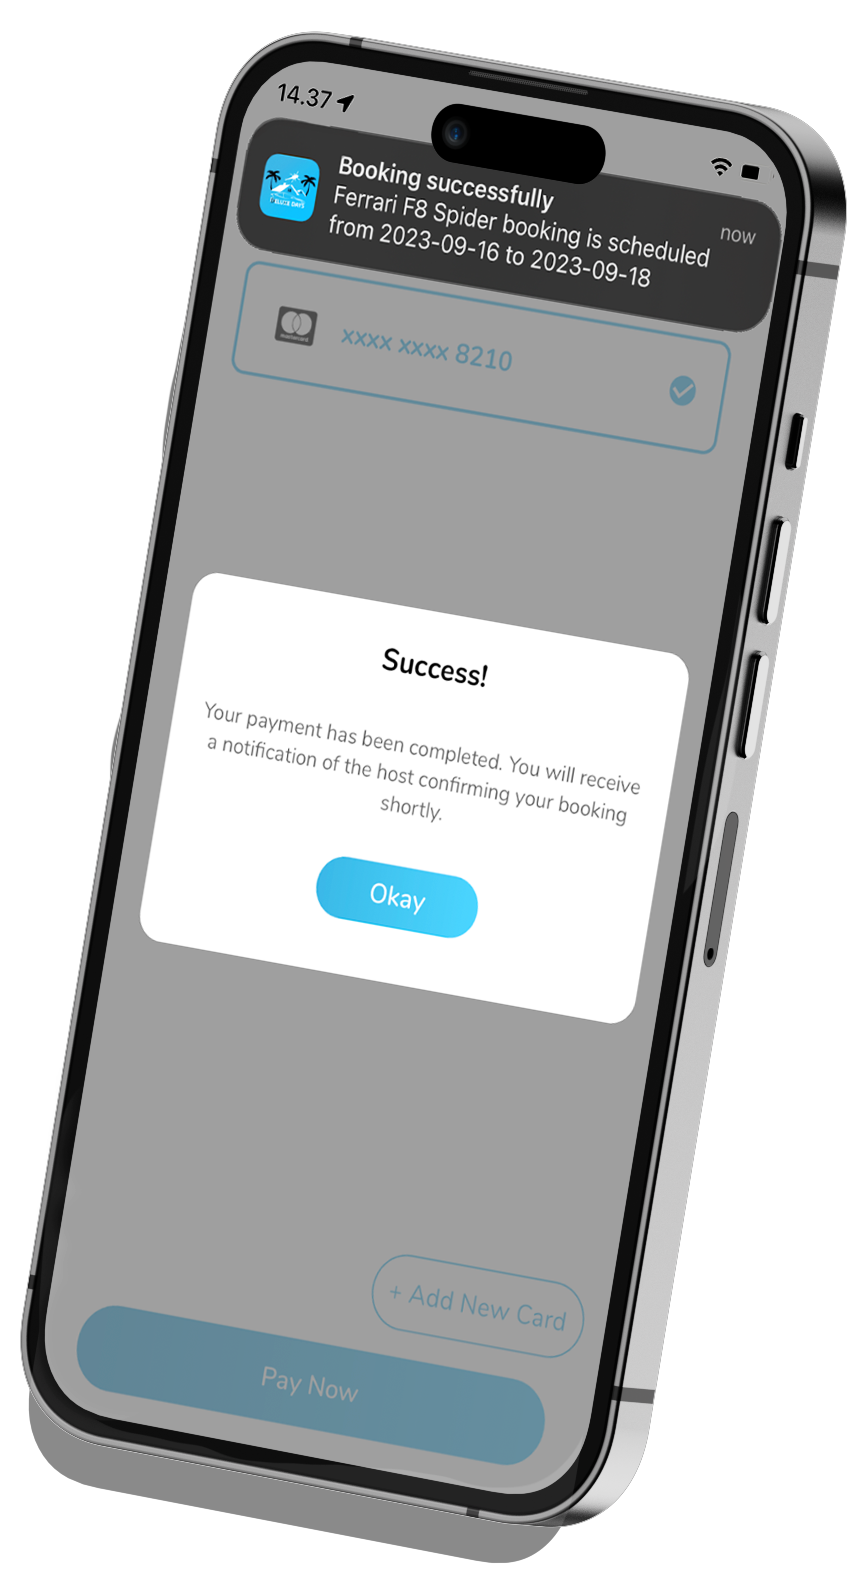 14.37
Booking successfully
now
Ferrari F8 Spider booking is scheduled
from 2023-09-16 to 2023-09-18
mastercard
xxxx xxxx 8210
Success!
Your payment has been completed. You will receive
a notification of the host confirming your booking
shortly.
Okay
+ Add New Card
Pay Now